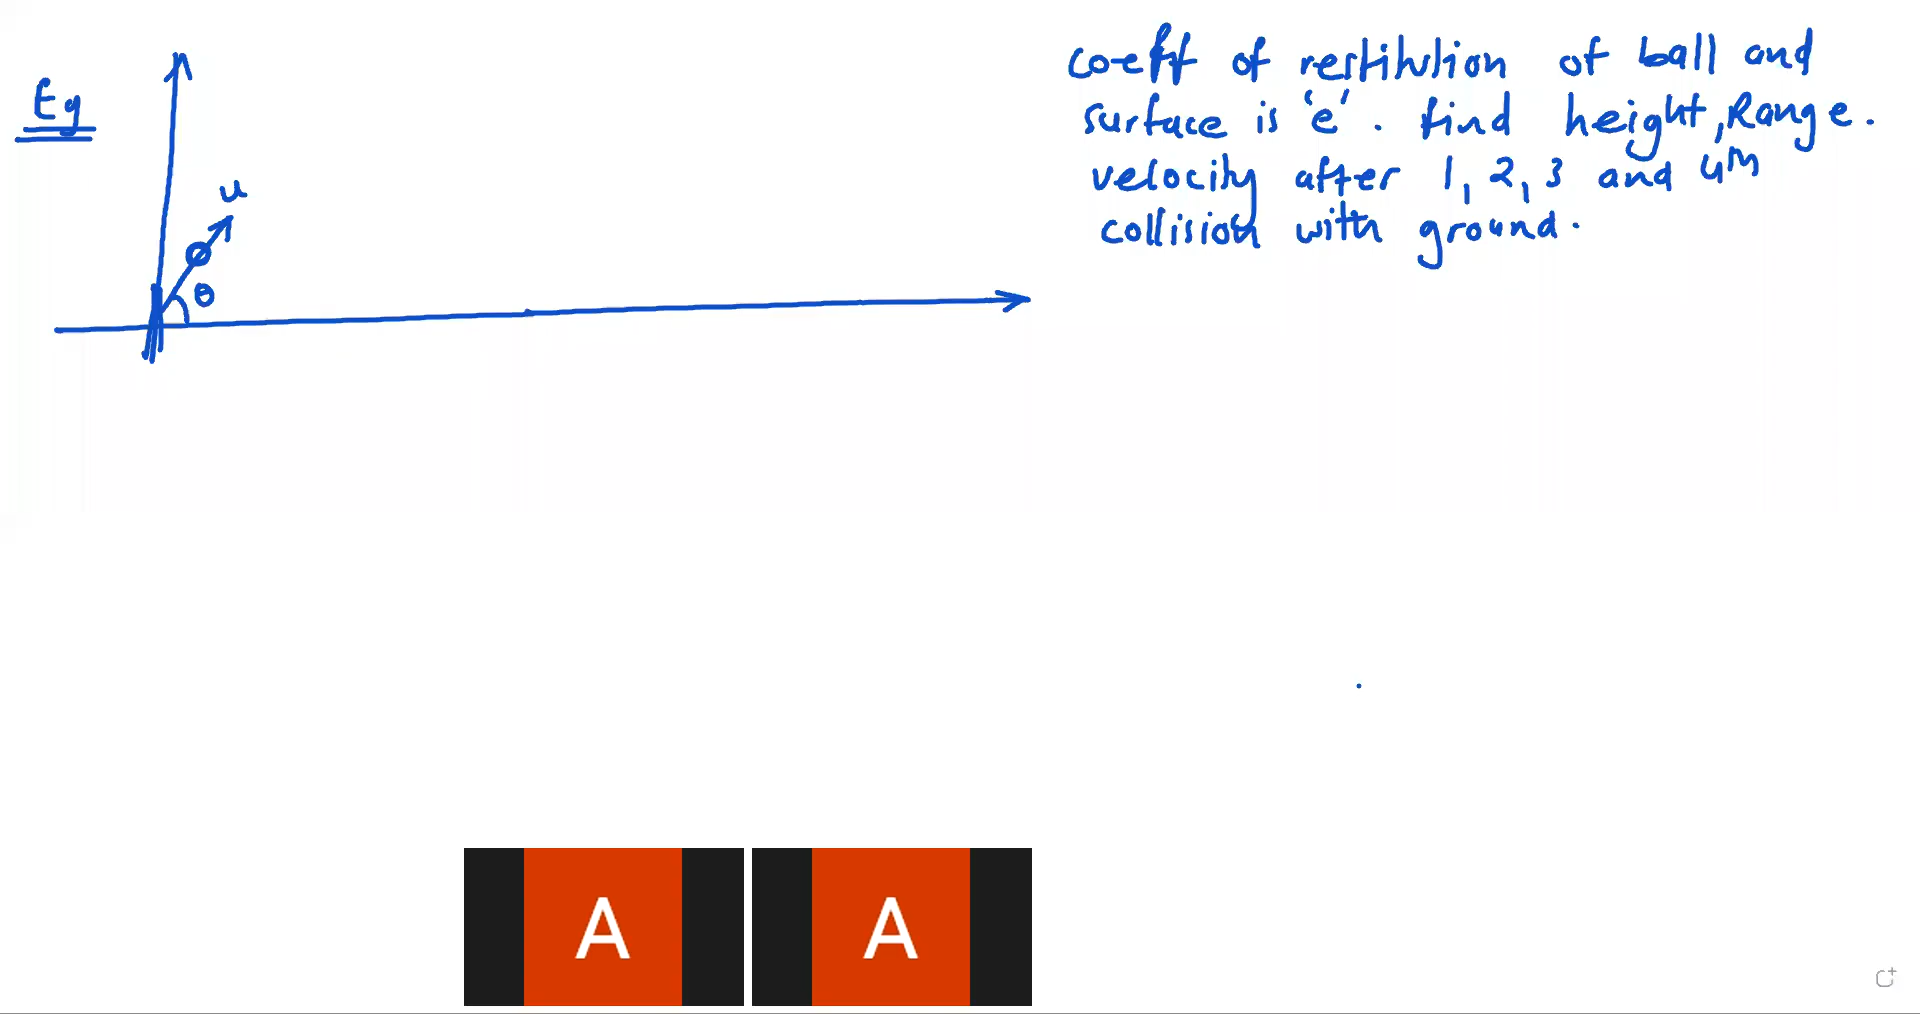 Eg
u
θ
coeff of restitution of ball and
surface is 'e'. find height, Range.
velocity after 1, 2, 3 and 4th
collision with ground.
A A